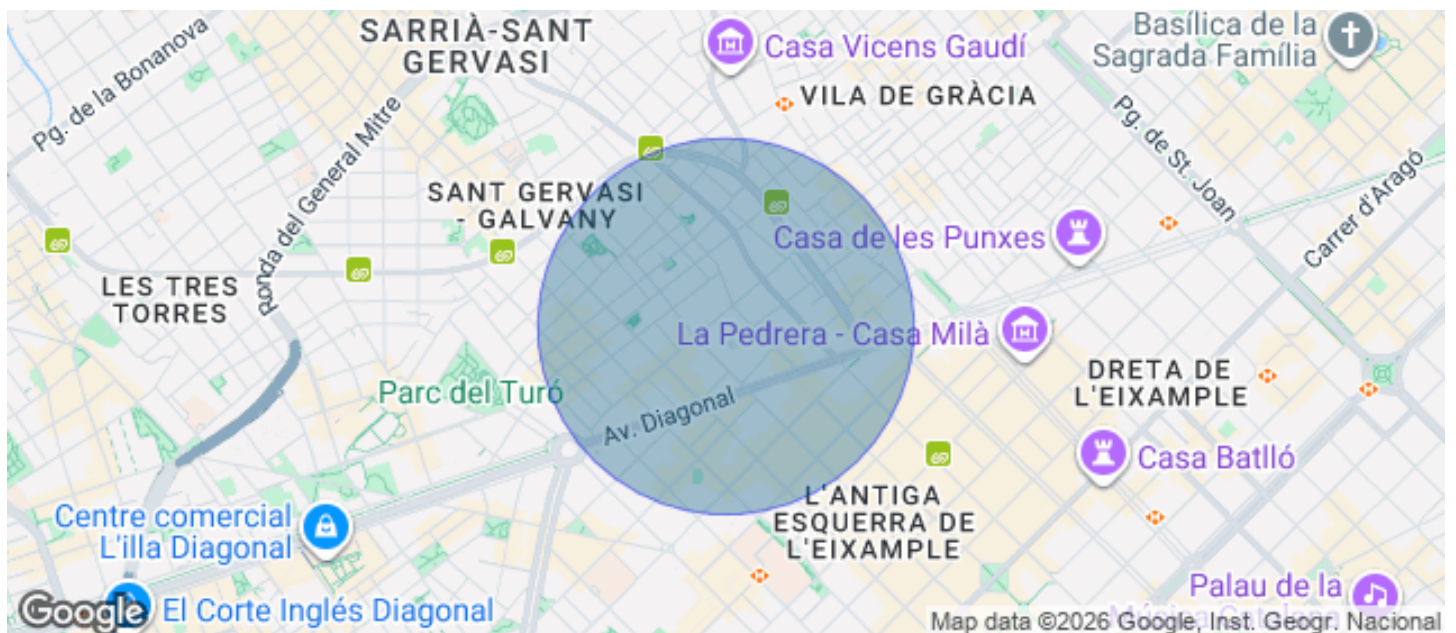 SARRIÀ-SANT
GERVASI
Casa Vicens Gaudí
Basílica de la
Sagrada Família
Pg. de la Bonanova
VILA DE GRÀCIA
Ronda del General Mitre
Pg. de St. Joan
Carrer d'Aragó
SANT GERVASI
- GALVANY
Casa de les Punxes
LES TRES
TORRES
La Pedrera - Casa Milà
DRETA DE
L'EIXAMPLE
Parc del Turó
Av. Diagonal
Casa Batlló
L'ANTIGA
ESQUERRA DE
L'EIXAMPLE
Centre comercial
L'illa Diagonal
Palau de la
Música Catalana
El Corte Inglés Diagonal
Google
Map data ©2026 Google, Inst. Geogr. Nacional